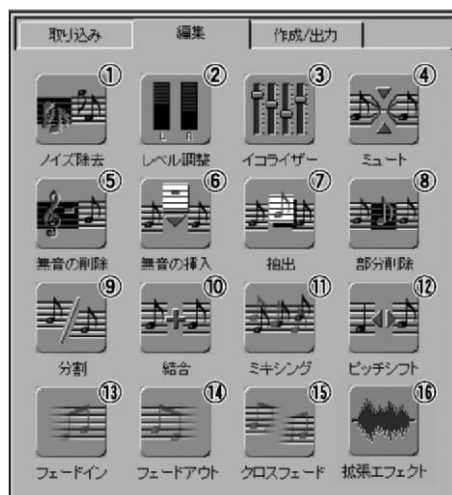 取り込み 編集 作成/出力
① ② ③ ④
L R
ノイズ除去 レベル調整 イコライザー ミュート
⑤ ⑥ ⑦ ⑧
無音の削除 無音の挿入 抽出 部分削除
⑨ ⑩ ⑪ ⑫
分割 結合 ミキシング ピッチシフト
⑬ ⑭ ⑮ ⑯
フェードイン フェードアウト クロスフェード 拡張エフェクト